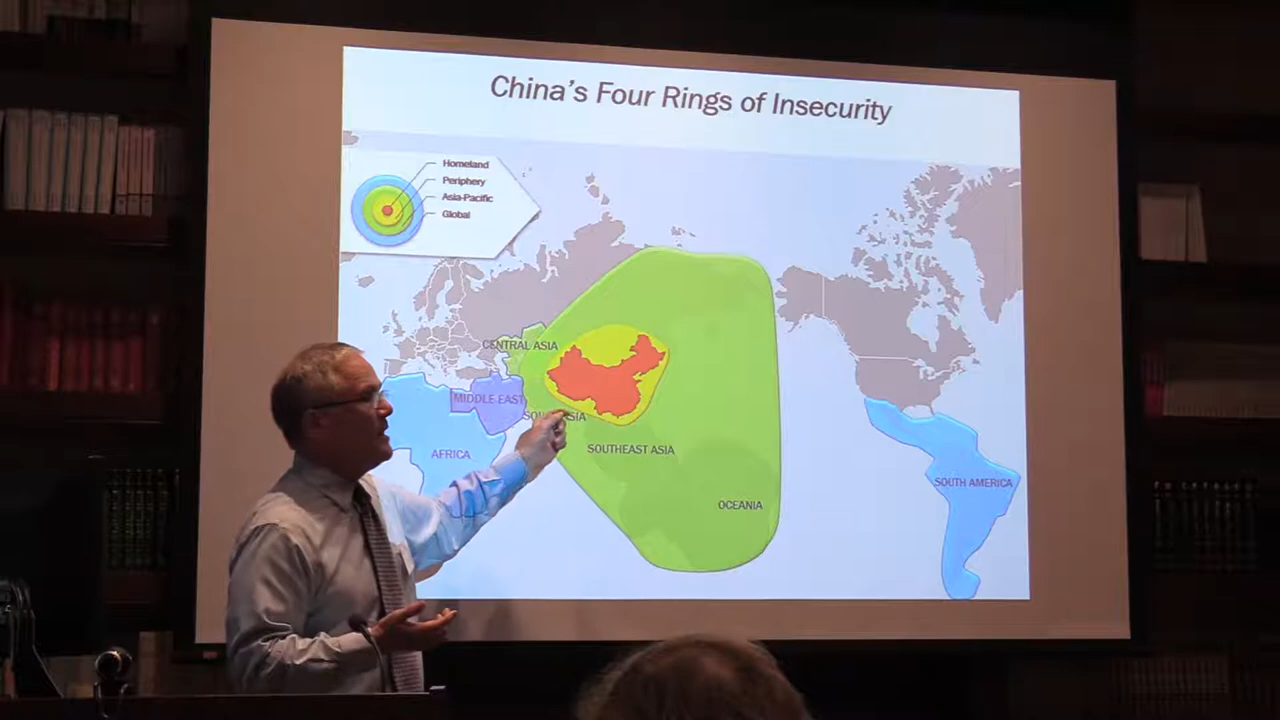 China's Four Rings of Insecurity
Homeland
Periphery
Asia-Pacific
Global
CENTRAL ASIA
MIDDLE EAST
AFRICA
SOUTHEAST ASIA
OCEANIA
SOUTH AMERICA